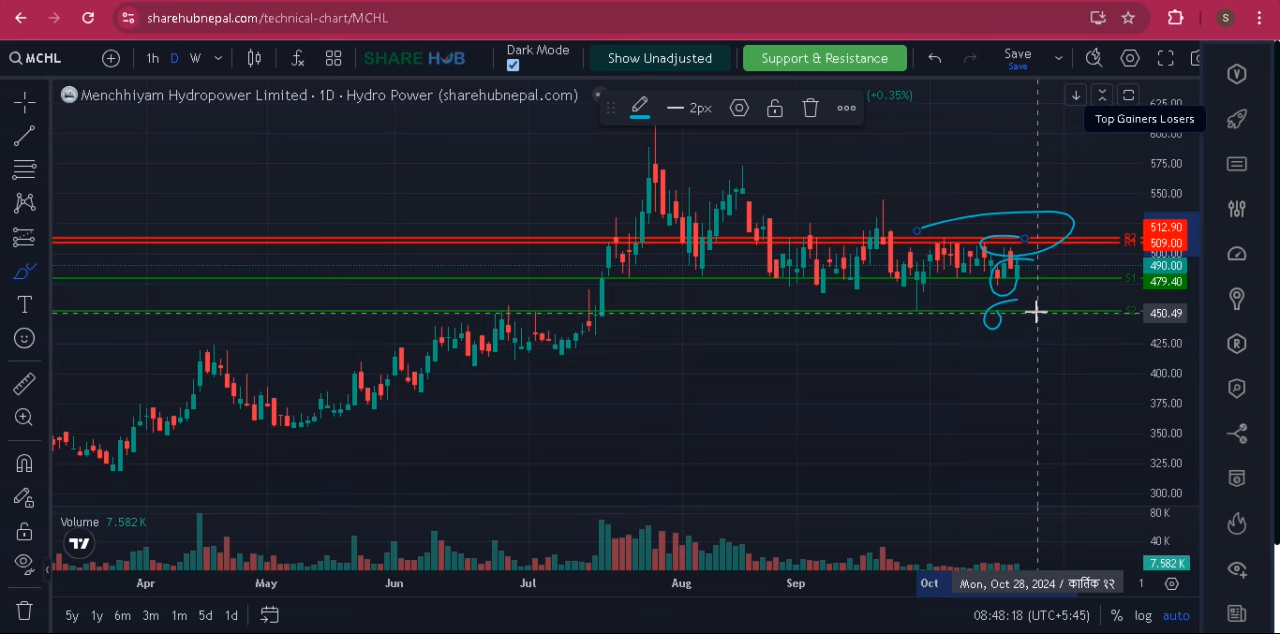 sharehubnepal.com/technical-chart/MCHL
S
MCHL
1h D W
SHARE HUB
Dark Mode
Show Unadjusted
Support & Resistance
Save
Save
Menchhiyam Hydropower Limited · 1D · Hydro Power (sharehubnepal.com)
2px
(+0.35%)
Top Gainers Losers
625.00
600.00
575.00
550.00
512.90
509.00
500.00
490.00
S1
479.40
450.49
425.00
400.00
375.00
350.00
325.00
300.00
Volume 7.582 K
80 K
40 K
7.582 K
Apr May Jun Jul Aug Sep Oct
Mon, Oct 28, 2024 / कार्तिक १२
1
5y 1y 6m 3m 1m 5d 1d
08:48:18 (UTC+5:45)
% log auto